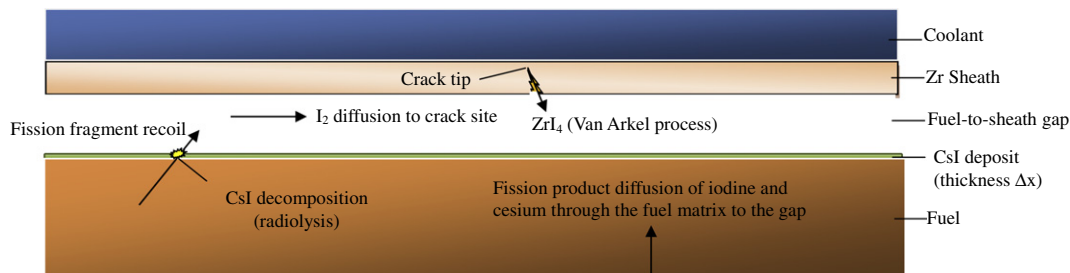 Coolant
Crack tip
Zr Sheath
I₂ diffusion to crack site
ZrI₄ (Van Arkel process)
Fuel-to-sheath gap
Fission fragment recoil
CsI deposit
(thickness Δx)
CsI decomposition
(radiolysis)
Fission product diffusion of iodine and
cesium through the fuel matrix to the gap
Fuel